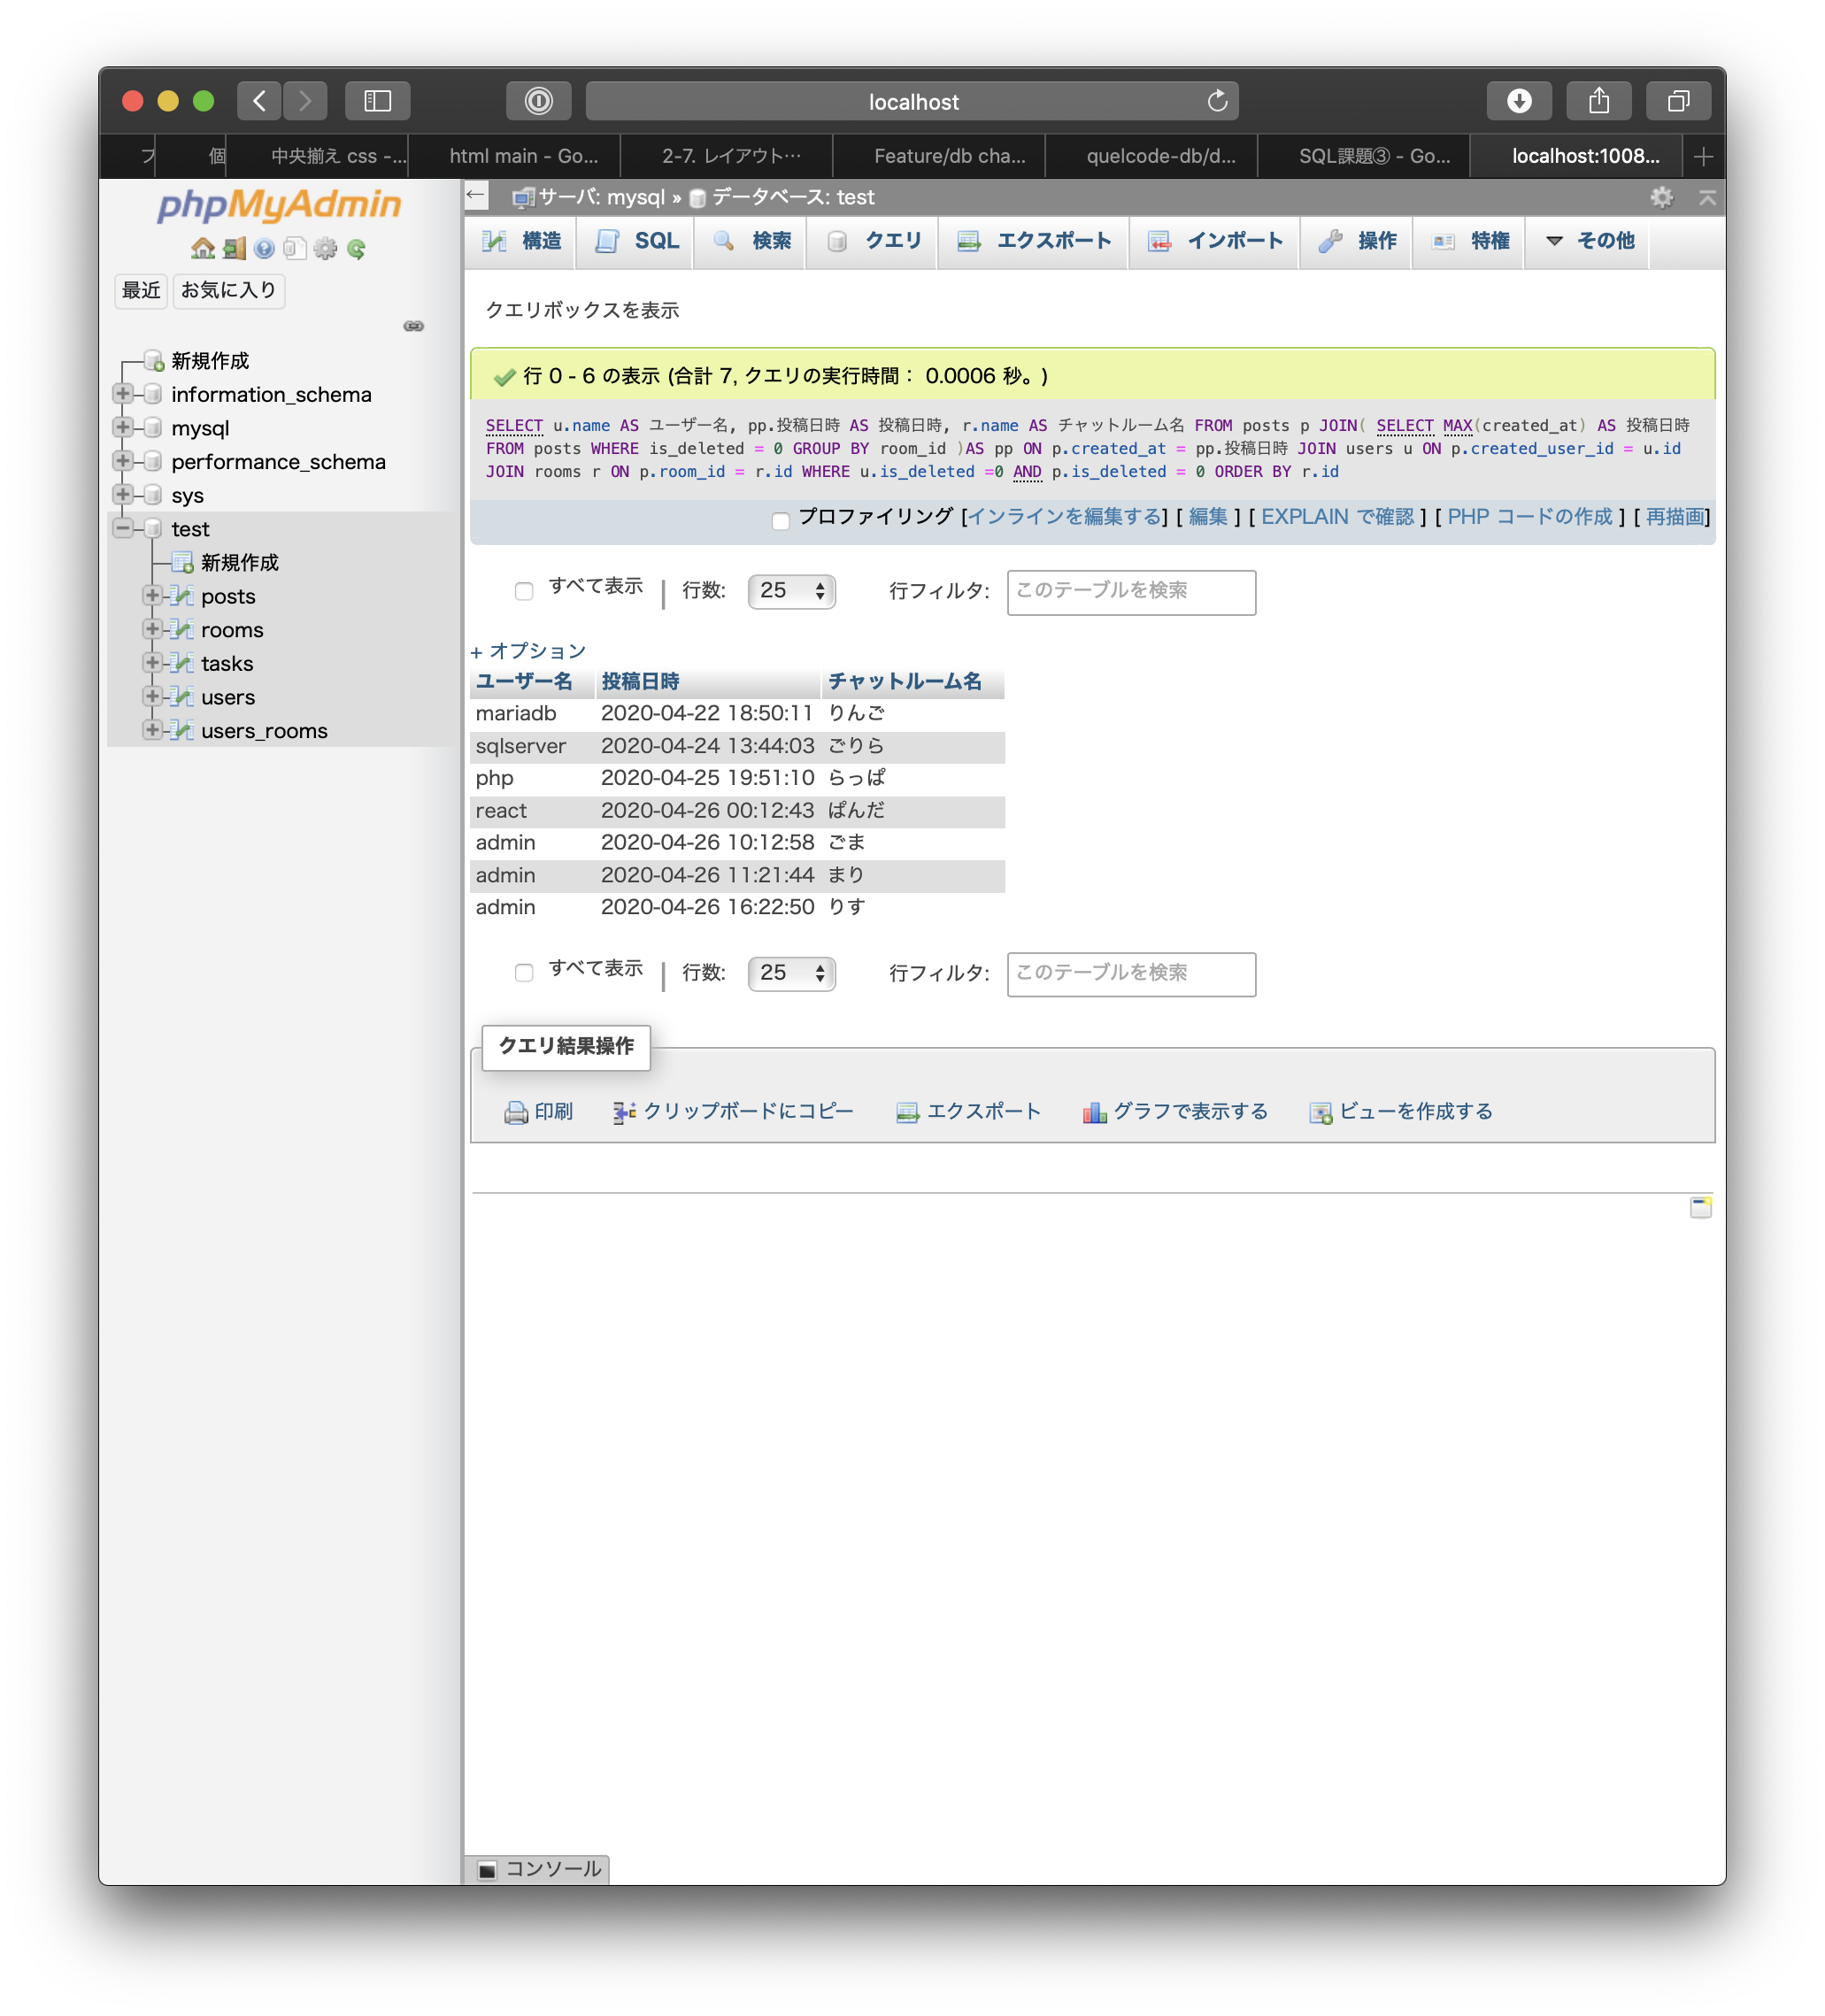 localhost
フ
個
中央揃え css -...
html main - Go...
2-7. レイアウト…
Feature/db cha...
quelcode-db/d...
SQL課題③ - Go...
localhost:1008...
phpMyAdmin
最近
お気に入り
新規作成
information_schema
mysql
performance_schema
sys
test
新規作成
posts
rooms
tasks
users
users_rooms
サーバ: mysql » データベース: test
構造
SQL
検索
クエリ
エクスポート
インポート
操作
特権
その他
クエリボックスを表示
行 0 - 6 の表示 (合計 7, クエリの実行時間： 0.0006 秒。)
SELECT u.name AS ユーザー名, pp.投稿日時 AS 投稿日時, r.name AS チャットルーム名 FROM posts p JOIN( SELECT MAX(created_at) AS 投稿日時
FROM posts WHERE is_deleted = 0 GROUP BY room_id )AS pp ON p.created_at = pp.投稿日時 JOIN users u ON p.created_user_id = u.id
JOIN rooms r ON p.room_id = r.id WHERE u.is_deleted =0 AND p.is_deleted = 0 ORDER BY r.id
プロファイリング [インラインを編集する] [ 編集 ] [ EXPLAIN で確認 ] [ PHP コードの作成 ] [ 再描画]
すべて表示 | 行数: 25 行フィルタ: このテーブルを検索
+ オプション
ユーザー名 投稿日時 チャットルーム名
mariadb 2020-04-22 18:50:11 りんご
sqlserver 2020-04-24 13:44:03 ごりら
php 2020-04-25 19:51:10 らっぱ
react 2020-04-26 00:12:43 ぱんだ
admin 2020-04-26 10:12:58 ごま
admin 2020-04-26 11:21:44 まり
admin 2020-04-26 16:22:50 りす
すべて表示 | 行数: 25 行フィルタ: このテーブルを検索
クエリ結果操作
印刷 クリップボードにコピー エクスポート グラフで表示する ビューを作成する
コンソール